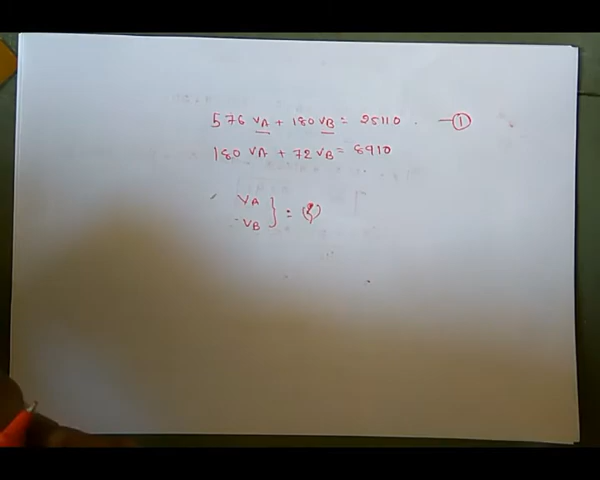 576 VA + 180 VB = 25110 . — ①
180 VA + 72 VB = 8910
VA
VB } =